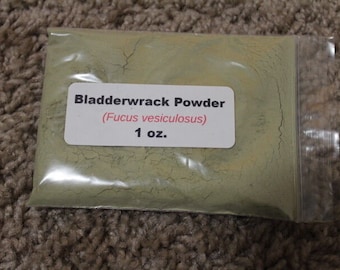 Bladderwrack Powder
(Fucus vesiculosus)
1 oz.